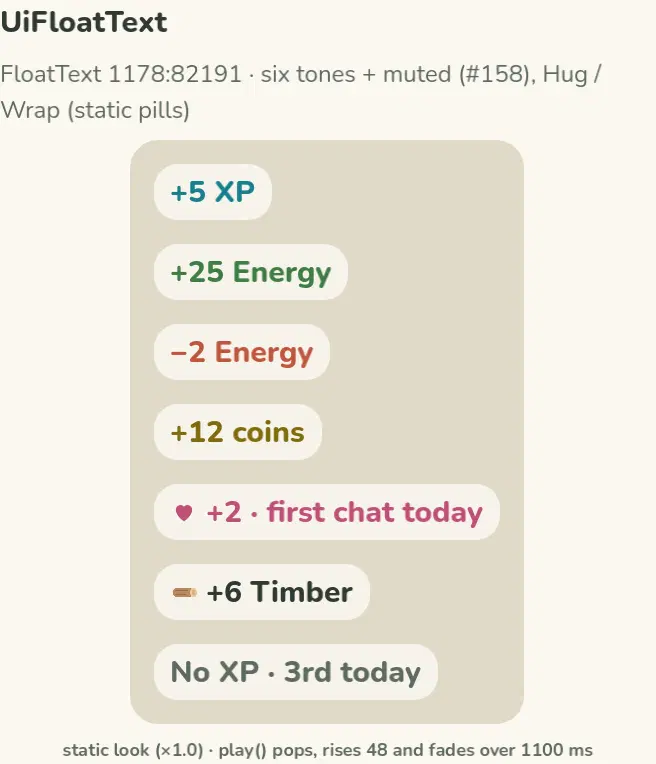 UiFloatText
FloatText 1178:82191 · six tones + muted (#158), Hug /
Wrap (static pills)
+5 XP
+25 Energy
−2 Energy
+12 coins
+2 · first chat today
+6 Timber
No XP · 3rd today
static look (×1.0) · play() pops, rises 48 and fades over 1100 ms